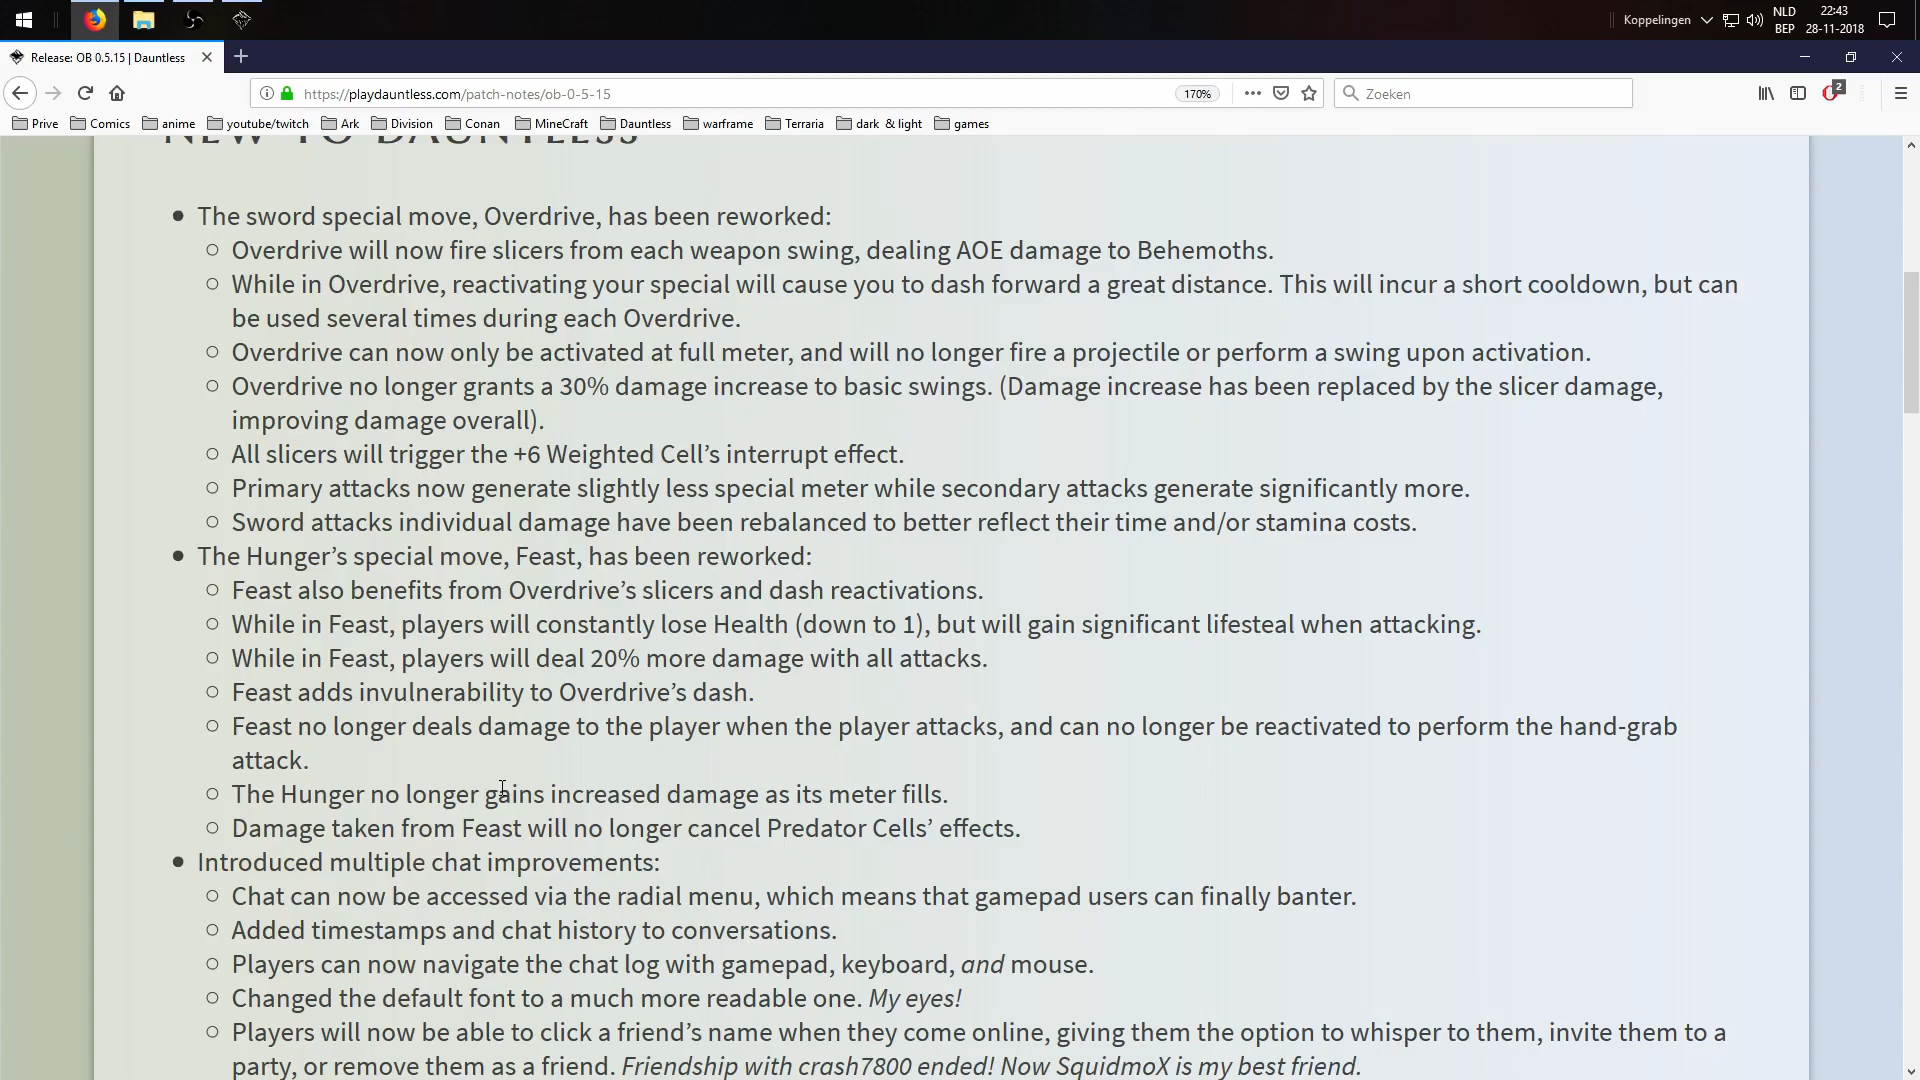 Koppelingen
NLD
BEP
22:43
28-11-2018
Release: OB 0.5.15 | Dauntless
https://playdauntless.com/patch-notes/ob-0-5-15
170%
Zoeken
2
Prive
Comics
anime
youtube/twitch
Ark
Division
Conan
MineCraft
Dauntless
warframe
Terraria
dark & light
games
NEW TO DAUNTLESS
The sword special move, Overdrive, has been reworked:
Overdrive will now fire slicers from each weapon swing, dealing AOE damage to Behemoths.
While in Overdrive, reactivating your special will cause you to dash forward a great distance. This will incur a short cooldown, but can
be used several times during each Overdrive.
Overdrive can now only be activated at full meter, and will no longer fire a projectile or perform a swing upon activation.
Overdrive no longer grants a 30% damage increase to basic swings. (Damage increase has been replaced by the slicer damage,
improving damage overall).
All slicers will trigger the +6 Weighted Cell’s interrupt effect.
Primary attacks now generate slightly less special meter while secondary attacks generate significantly more.
Sword attacks individual damage have been rebalanced to better reflect their time and/or stamina costs.
The Hunger’s special move, Feast, has been reworked:
Feast also benefits from Overdrive’s slicers and dash reactivations.
While in Feast, players will constantly lose Health (down to 1), but will gain significant lifesteal when attacking.
While in Feast, players will deal 20% more damage with all attacks.
Feast adds invulnerability to Overdrive’s dash.
Feast no longer deals damage to the player when the player attacks, and can no longer be reactivated to perform the hand-grab
attack.
The Hunger no longer gains increased damage as its meter fills.
Damage taken from Feast will no longer cancel Predator Cells’ effects.
Introduced multiple chat improvements:
Chat can now be accessed via the radial menu, which means that gamepad users can finally banter.
Added timestamps and chat history to conversations.
Players can now navigate the chat log with gamepad, keyboard, and mouse.
Changed the default font to a much more readable one. My eyes!
Players will now be able to click a friend’s name when they come online, giving them the option to whisper to them, invite them to a
party, or remove them as a friend. Friendship with crash7800 ended! Now SquidmoX is my best friend.